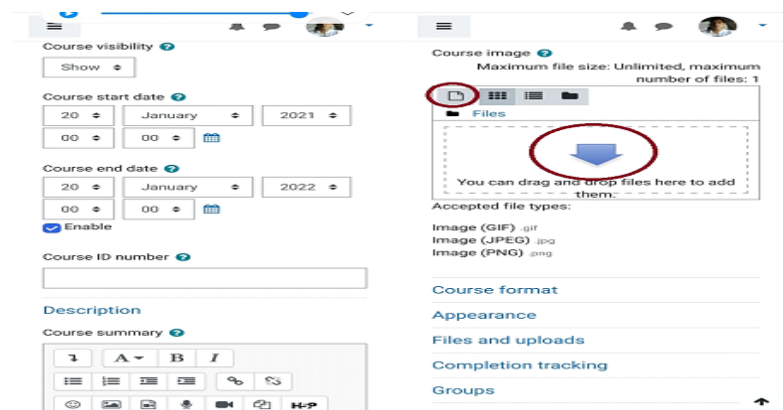 Course visibility
Show
Course start date
20 January 2021
00 00
Course end date
20 January 2022
00 00
Enable
Course ID number
Description
Course summary
A B I
H-P
Course image
Maximum file size: Unlimited, maximum
number of files: 1
Files
You can drag and drop files here to add
them.
Accepted file types:
Image (GIF) .gif
Image (JPEG) .jpg
Image (PNG) .png
Course format
Appearance
Files and uploads
Completion tracking
Groups